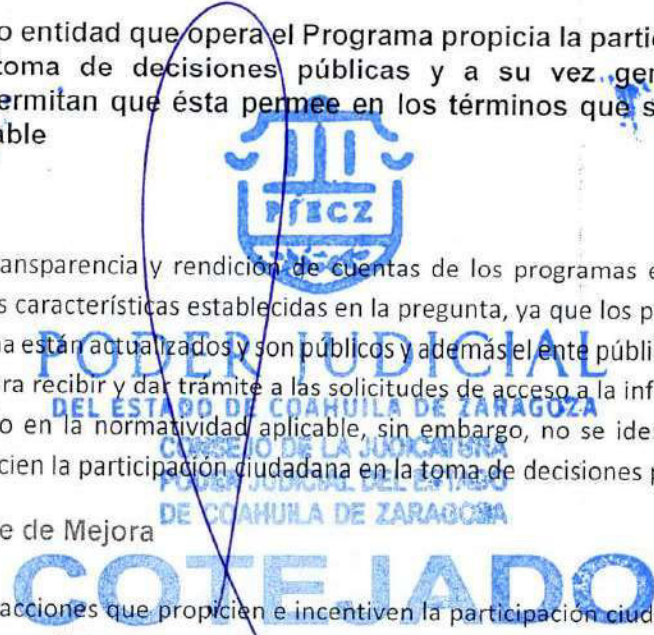 o entidad que opera el Programa propicia la partic
toma de decisiones públicas y a su vez gen
ermitan que ésta permee en los términos que s
able
PJECZ
ansparencia y rendición de cuentas de los programas e
s características establecidas en la pregunta, ya que los p
PODER JUDICIAL
na están actualizados y son públicos y además el ente públi
ra recibir y dar trámite a las solicitudes de acceso a la inf
DEL ESTADO DE COAHUILA DE ZARAGOZA
o en la normatividad aplicable, sin embargo, no se ide
CONSEJO DE LA JUDICATURA
cien la participación ciudadana en la toma de decisiones p
PODER JUDICIAL DEL ESTADO
DE COAHUILA DE ZARAGOZA
e de Mejora
COTEJADO
acciones que propicien e incentiven la participación ciud